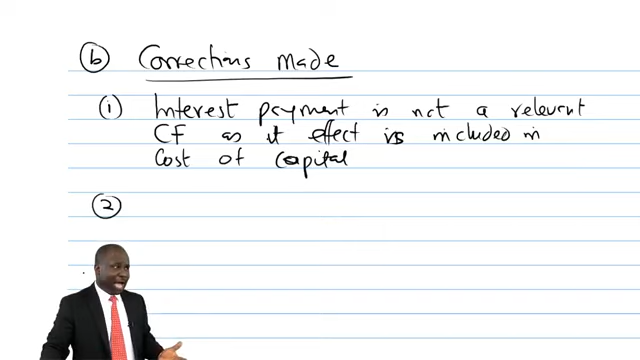 (b) Corrections made
(1) Interest payment is not a relevant
CF as it effect is included in
Cost of capital
(2)